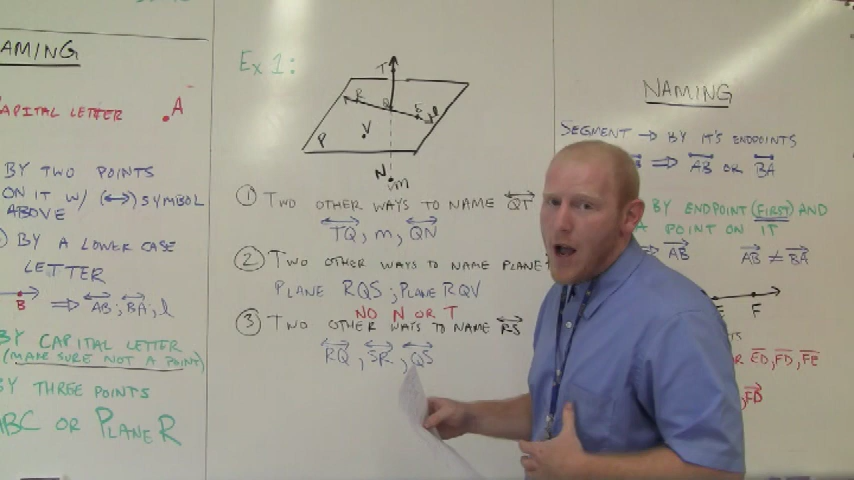 NAMING
CAPITAL LETTER
A
BY TWO POINTS
ON IT W/ (↔) SYMBOL
ABOVE
BY A LOWER CASE
LETTER
B ⇒ AB; BA; l
BY CAPITAL LETTER
(MAKE SURE NOT A POINT)
BY THREE POINTS
ABC OR PLANE R
Ex 1:
T
R
Q
P
V
N
m
① TWO OTHER WAYS TO NAME QT
TQ, m, QN
② TWO OTHER WAYS TO NAME PLANE
PLANE RQS; PLANE RQV
NO N OR T
③ TWO OTHER WAYS TO NAME RS
RQ, SR, QS
NAMING
SEGMENT → BY IT'S ENDPOINTS
⇒ AB OR BA
BY ENDPOINT (FIRST) AND
A POINT ON IT
AB AB ≠ BA
F
OR ED, FD, FE
FD